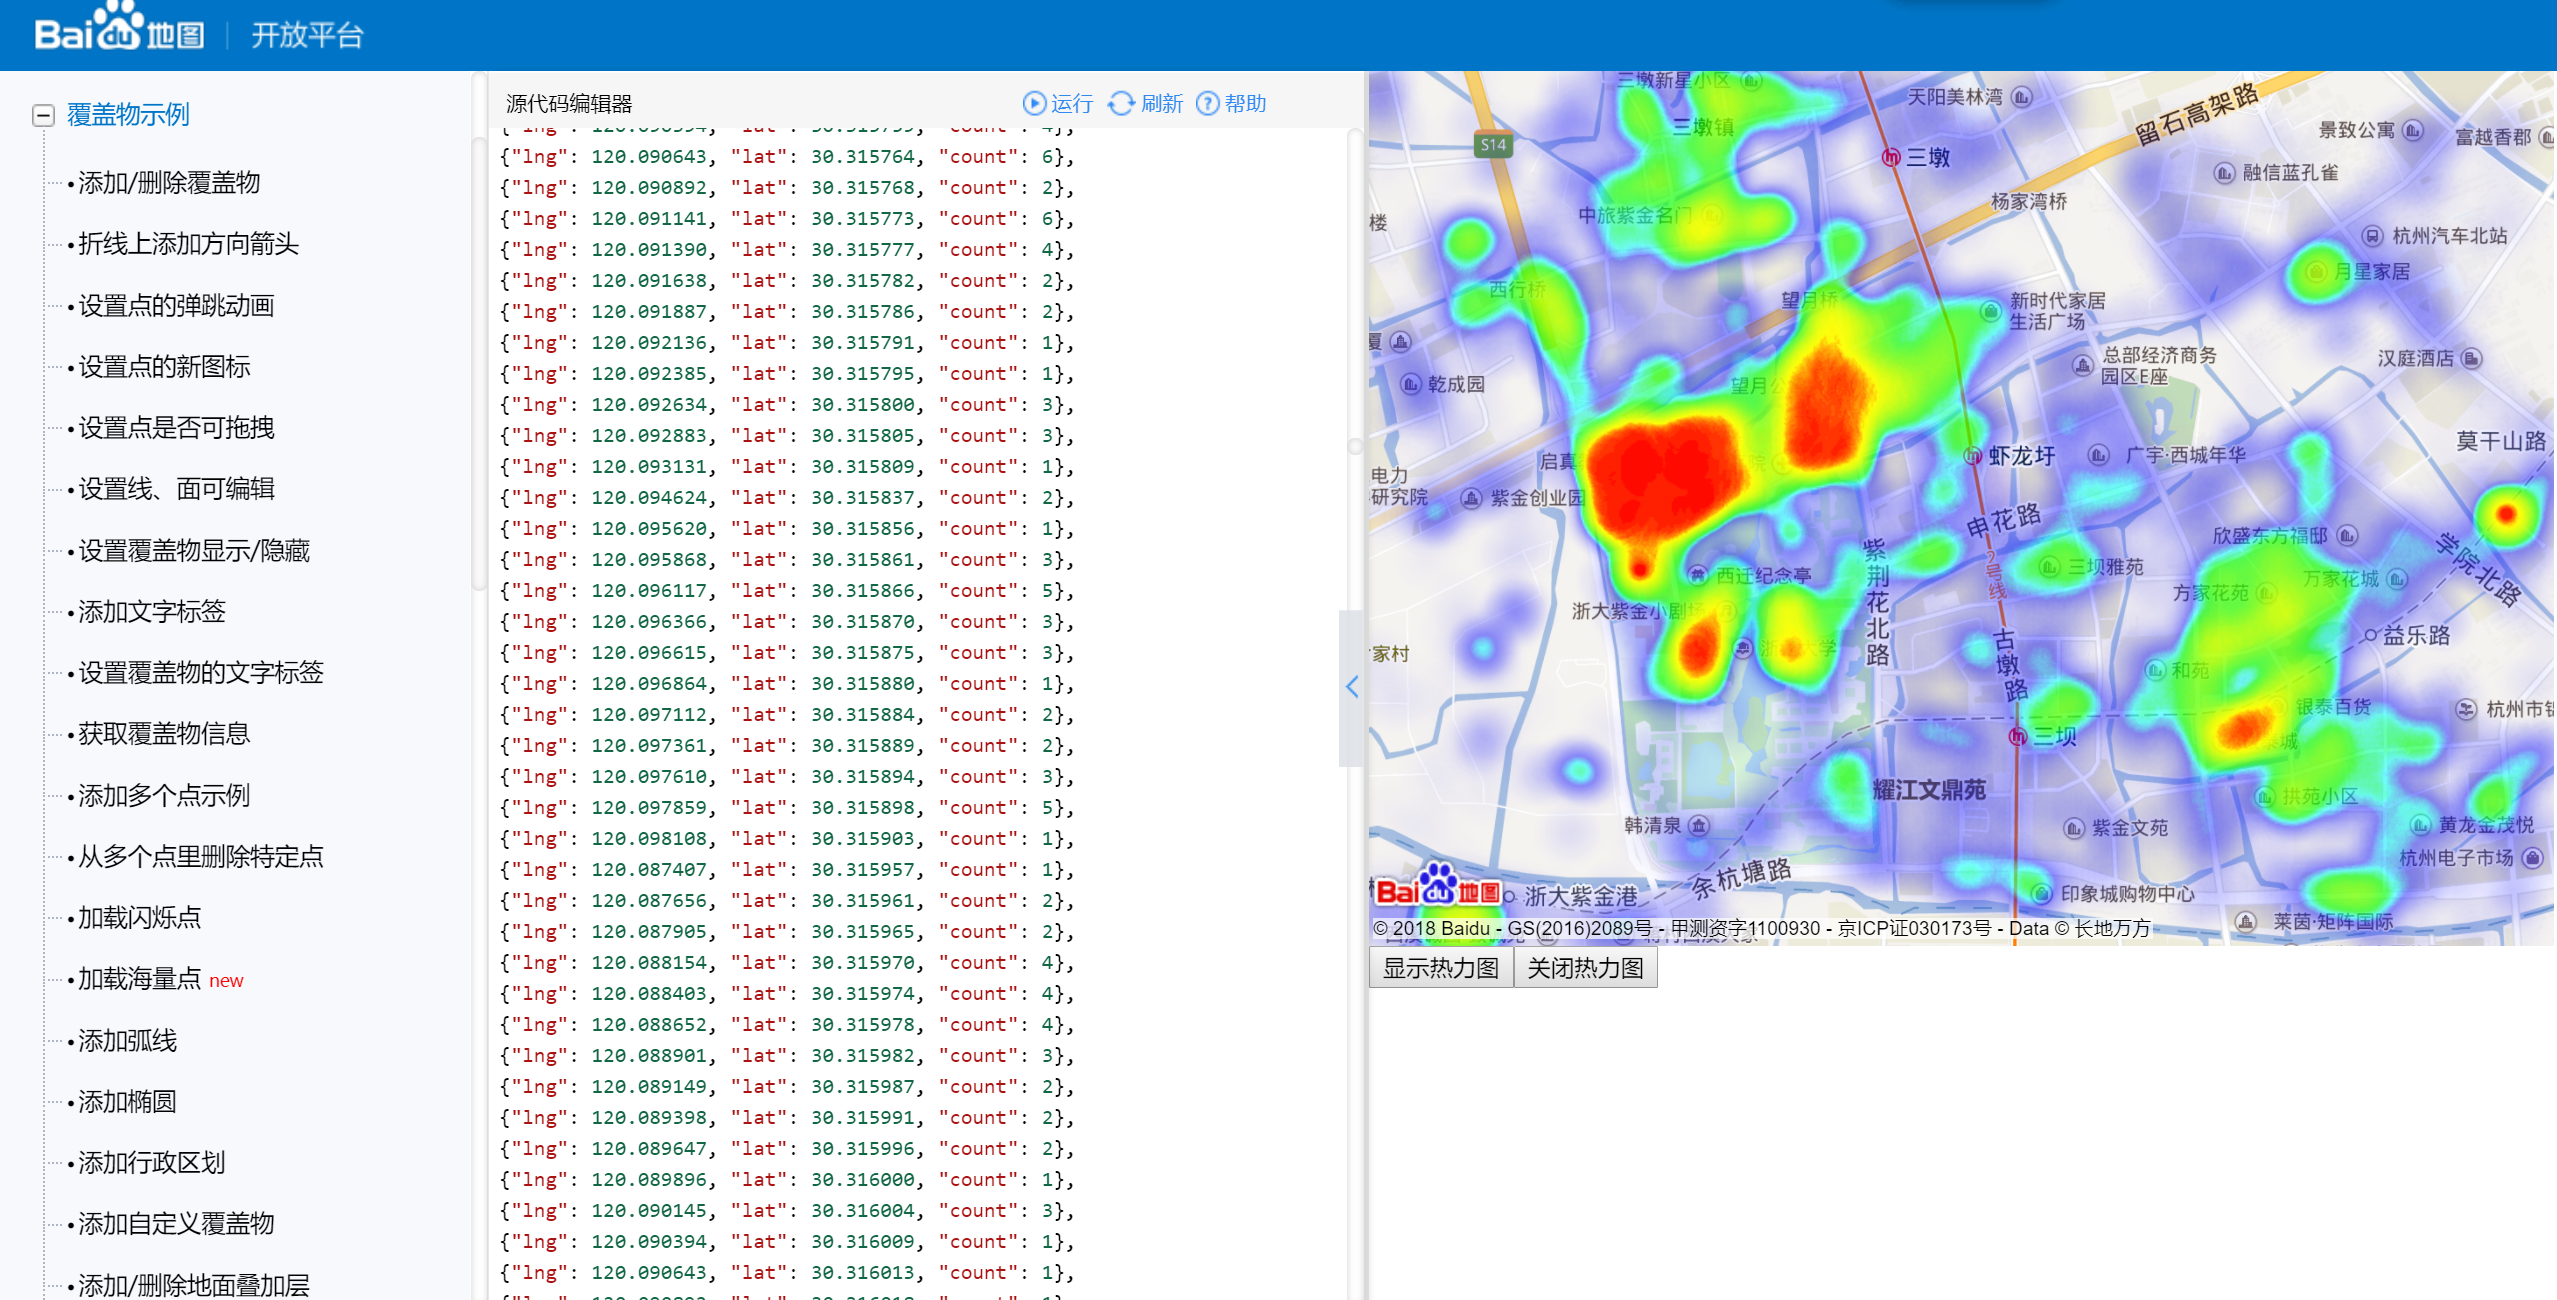 Bai du 地图 开放平台
覆盖物示例
添加/删除覆盖物
折线上添加方向箭头
设置点的弹跳动画
设置点的新图标
设置点是否可拖拽
设置线、面可编辑
设置覆盖物显示/隐藏
添加文字标签
设置覆盖物的文字标签
获取覆盖物信息
添加多个点示例
从多个点里删除特定点
加载闪烁点
加载海量点 new
添加弧线
添加椭圆
添加行政区划
添加自定义覆盖物
添加/删除地面叠加层
源代码编辑器 运行 刷新 帮助
{"lng": 120.090643, "lat": 30.315764, "count": 6},
{"lng": 120.090892, "lat": 30.315768, "count": 2},
{"lng": 120.091141, "lat": 30.315773, "count": 6},
{"lng": 120.091390, "lat": 30.315777, "count": 4},
{"lng": 120.091638, "lat": 30.315782, "count": 2},
{"lng": 120.091887, "lat": 30.315786, "count": 2},
{"lng": 120.092136, "lat": 30.315791, "count": 1},
{"lng": 120.092385, "lat": 30.315795, "count": 1},
{"lng": 120.092634, "lat": 30.315800, "count": 3},
{"lng": 120.092883, "lat": 30.315805, "count": 3},
{"lng": 120.093131, "lat": 30.315809, "count": 1},
{"lng": 120.094624, "lat": 30.315837, "count": 2},
{"lng": 120.095620, "lat": 30.315856, "count": 1},
{"lng": 120.095868, "lat": 30.315861, "count": 3},
{"lng": 120.096117, "lat": 30.315866, "count": 5},
{"lng": 120.096366, "lat": 30.315870, "count": 3},
{"lng": 120.096615, "lat": 30.315875, "count": 3},
{"lng": 120.096864, "lat": 30.315880, "count": 1},
{"lng": 120.097112, "lat": 30.315884, "count": 2},
{"lng": 120.097361, "lat": 30.315889, "count": 2},
{"lng": 120.097610, "lat": 30.315894, "count": 3},
{"lng": 120.097859, "lat": 30.315898, "count": 5},
{"lng": 120.098108, "lat": 30.315903, "count": 1},
{"lng": 120.087407, "lat": 30.315957, "count": 1},
{"lng": 120.087656, "lat": 30.315961, "count": 2},
{"lng": 120.087905, "lat": 30.315965, "count": 2},
{"lng": 120.088154, "lat": 30.315970, "count": 4},
{"lng": 120.088403, "lat": 30.315974, "count": 4},
{"lng": 120.088652, "lat": 30.315978, "count": 4},
{"lng": 120.088901, "lat": 30.315982, "count": 3},
{"lng": 120.089149, "lat": 30.315987, "count": 2},
{"lng": 120.089398, "lat": 30.315991, "count": 2},
{"lng": 120.089647, "lat": 30.315996, "count": 2},
{"lng": 120.089896, "lat": 30.316000, "count": 1},
{"lng": 120.090145, "lat": 30.316004, "count": 3},
{"lng": 120.090394, "lat": 30.316009, "count": 1},
{"lng": 120.090643, "lat": 30.316013, "count": 1},
三墩新星小区
天阳美林湾
留石高架路
三墩镇
景致公寓
富越香郡
S14
三墩
融信蓝孔雀
杨家湾桥
中旅紫金名门
楼
杭州汽车北站
月星家居
西行桥
望月桥
新时代家居
生活广场
厦
总部经济商务
园区E座
汉庭酒店
乾成园
望月公
莫干山路
虾龙圩
广宇·西城年华
启真
电力
研究院
紫金创业园
申花路
欣盛东方福邸
学院北路
紫荆花北路
2号线
西迁纪念亭
三坝雅苑
万家花城
方家花苑
浙大紫金小剧场
益乐路
古墩路
家村
和苑
银泰百货
杭州市
三坝
耀江文鼎苑
拱苑小区
韩清泉
紫金文苑
黄龙金茂悦
杭州电子市场
余杭塘路
Bai du 地图
浙大紫金港
印象城购物中心
莱茵·矩阵国际
© 2018 Baidu - GS(2016)2089号 - 甲测资字1100930 - 京ICP证030173号 - Data © 长地万方
显示热力图 关闭热力图